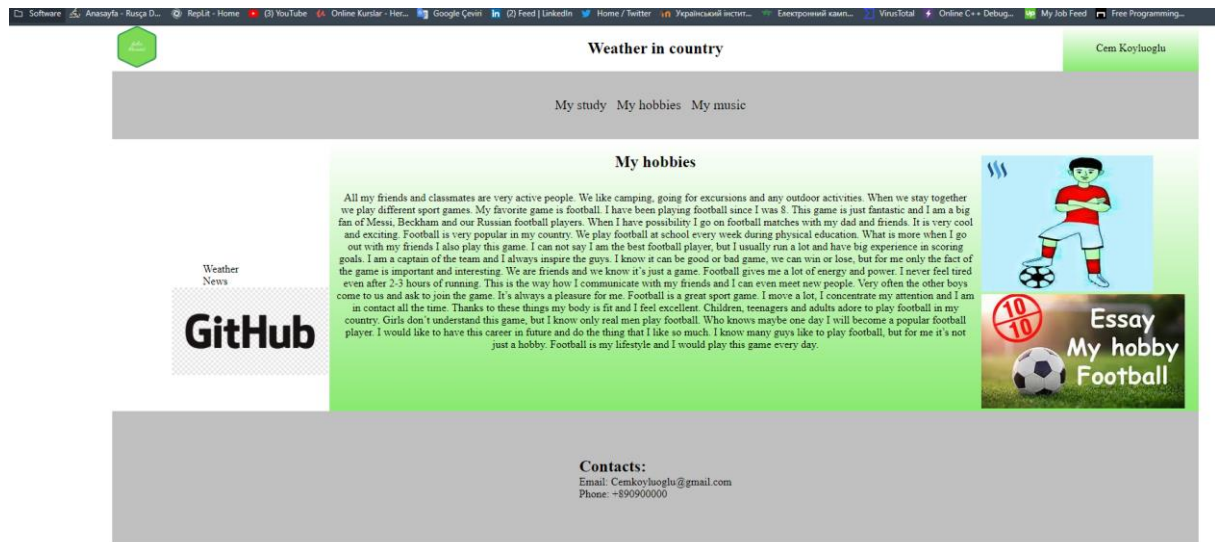 Software Anasayfa - Rusça D... Repl.it - Home (3) YouTube Online Kurslar - Her... Google Çeviri (2) Feed | LinkedIn Home / Twitter Український інстит... Електронний камп... VirusTotal Online C++ Debug... My Job Feed Free Programming...
Weather in country
Cem Koyluoglu
My study My hobbies My music
Weather
News
GitHub
My hobbies
All my friends and classmates are very active people. We like camping, going for excursions and any outdoor activities. When we stay together
we play different sport games. My favorite game is football. I have been playing football since I was 8. This game is just fantastic and I am a big
fan of Messi, Beckham and our Russian football players. When I have possibility I go on football matches with my dad and friends. It is very cool
and exciting. Football is very popular in my country. We play football at school every week during physical education. What is more when I go
out with my friends I also play this game. I can not say I am the best football player, but I usually run a lot and have big experience in scoring
goals. I am a captain of the team and I always inspire the guys. I know it can be good or bad game, we can win or lose, but for me only the fact of
the game is important and interesting. We are friends and we know it’s just a game. Football gives me a lot of energy and power. I never feel tired
even after 2-3 hours of running. This is the way how I communicate with my friends and I can even meet new people. Very often the other boys
come to us and ask to join the game. It’s always a pleasure for me. Football is a great sport game. I move a lot, I concentrate my attention and I am
in contact all the time. Thanks to these things my body is fit and I feel excellent. Children, teenagers and adults adore to play football in my
country. Girls don’t understand this game, but I know only real men play football. Who knows maybe one day I will become a popular football
player. I would like to have this career in future and do the thing that I like so much. I know many guys like to play football, but for me it’s not
just a hobby. Football is my lifestyle and I would play this game every day.
10
10
Essay
My hobby
Football
Contacts:
Email: Cemkoyluoglu@gmail.com
Phone: +890900000